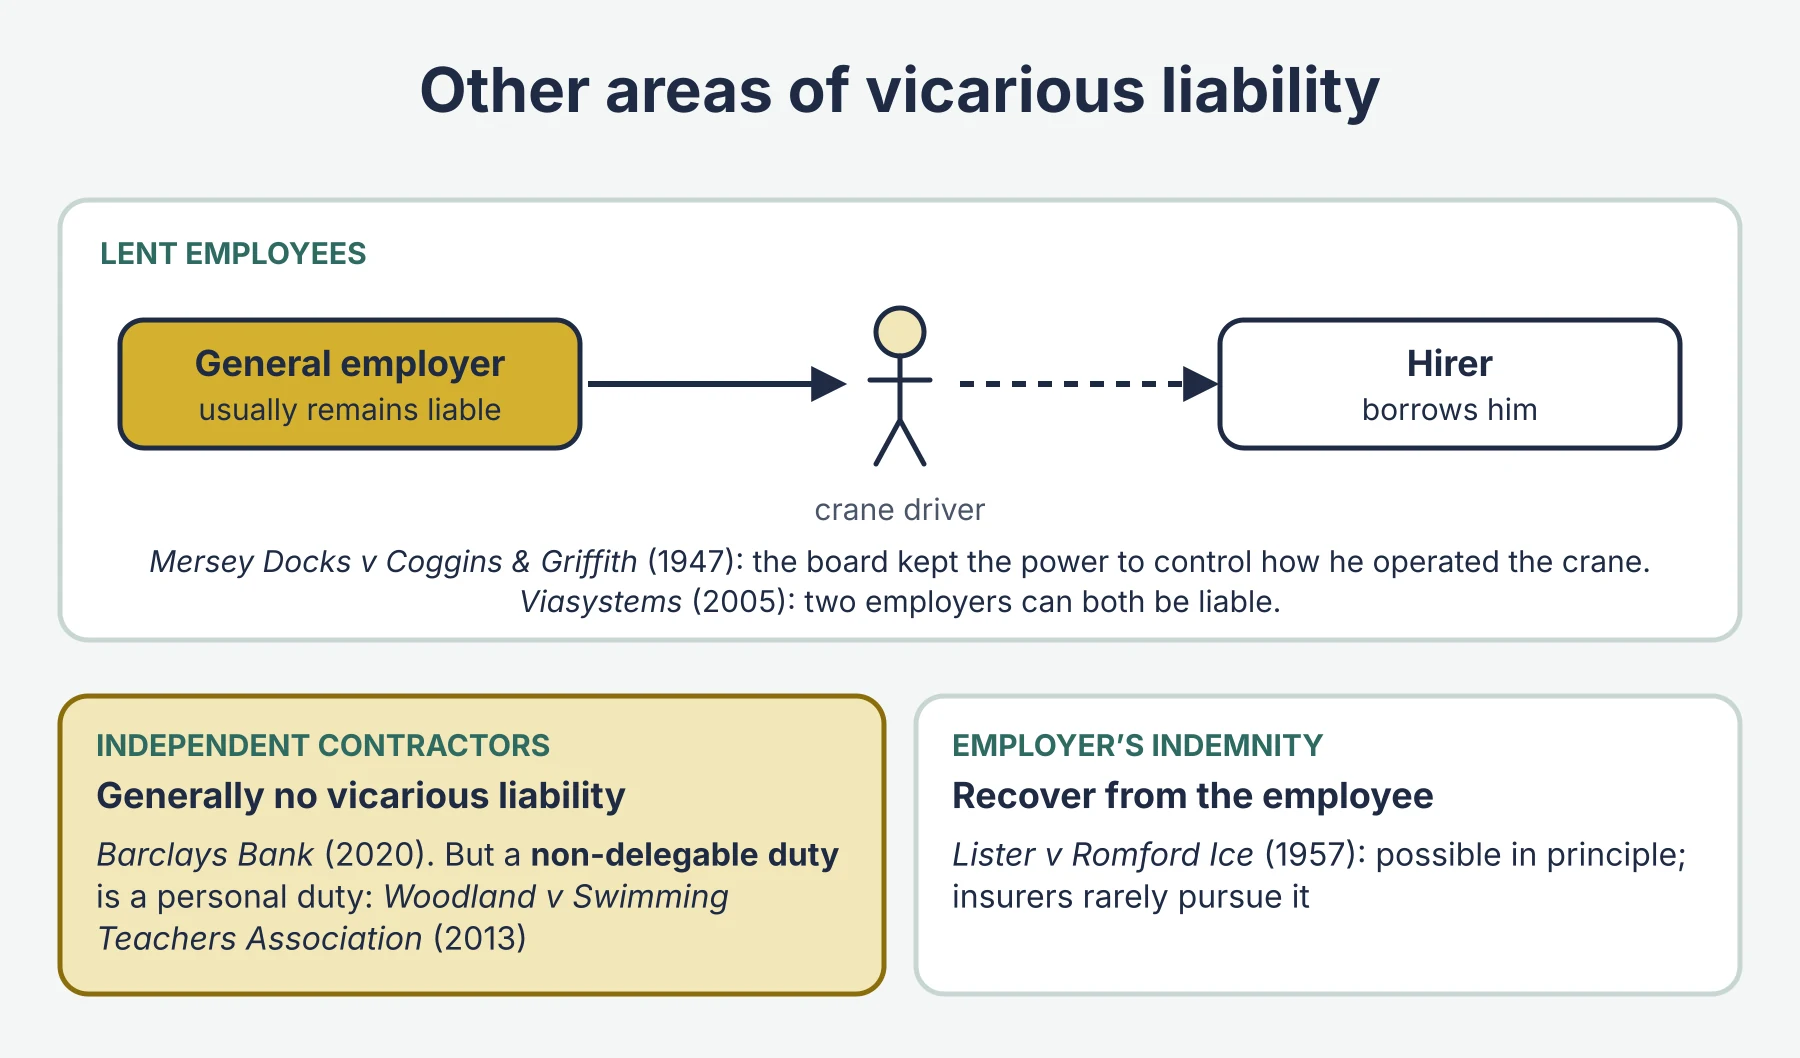 Other areas of vicarious liability
LENT EMPLOYEES
General employer
usually remains liable
Hirer
borrows him
crane driver
Mersey Docks v Coggins & Griffith (1947): the board kept the power to control how he operated the crane.
Viasystems (2005): two employers can both be liable.
INDEPENDENT CONTRACTORS
Generally no vicarious liability
Barclays Bank (2020). But a non-delegable duty
is a personal duty: Woodland v Swimming
Teachers Association (2013)
EMPLOYER’S INDEMNITY
Recover from the employee
Lister v Romford Ice (1957): possible in principle;
insurers rarely pursue it